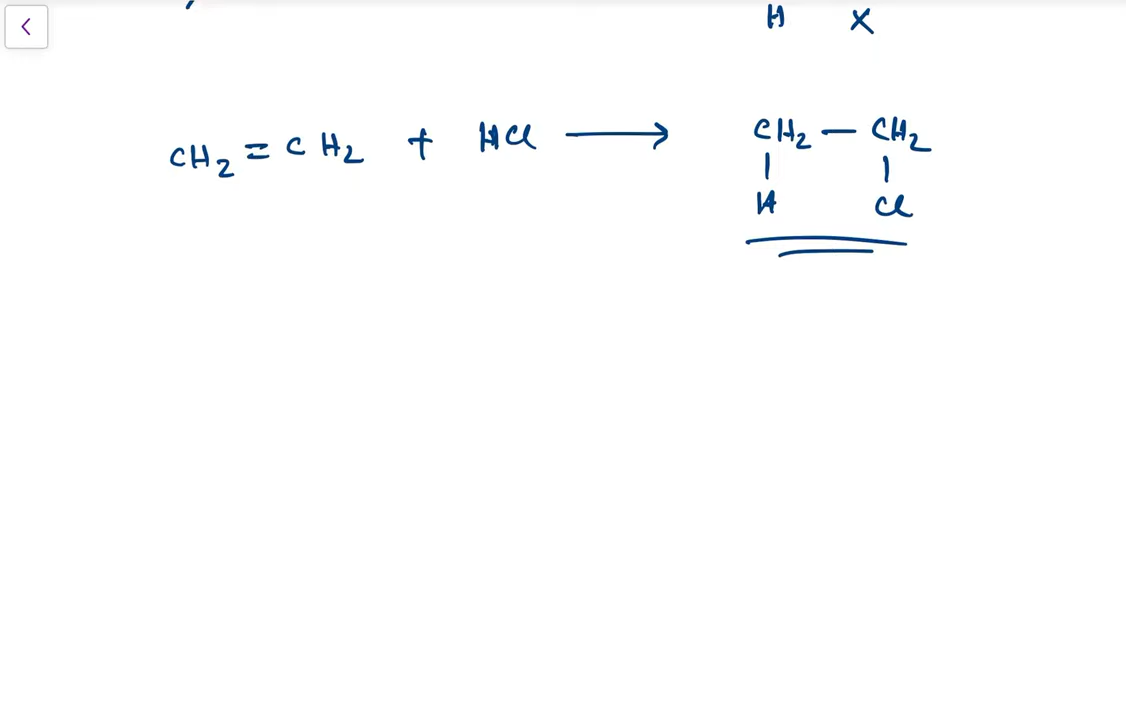 H X
CH₂ = CH₂ + HCl ⟶ CH₂ — CH₂
| |
H Cl